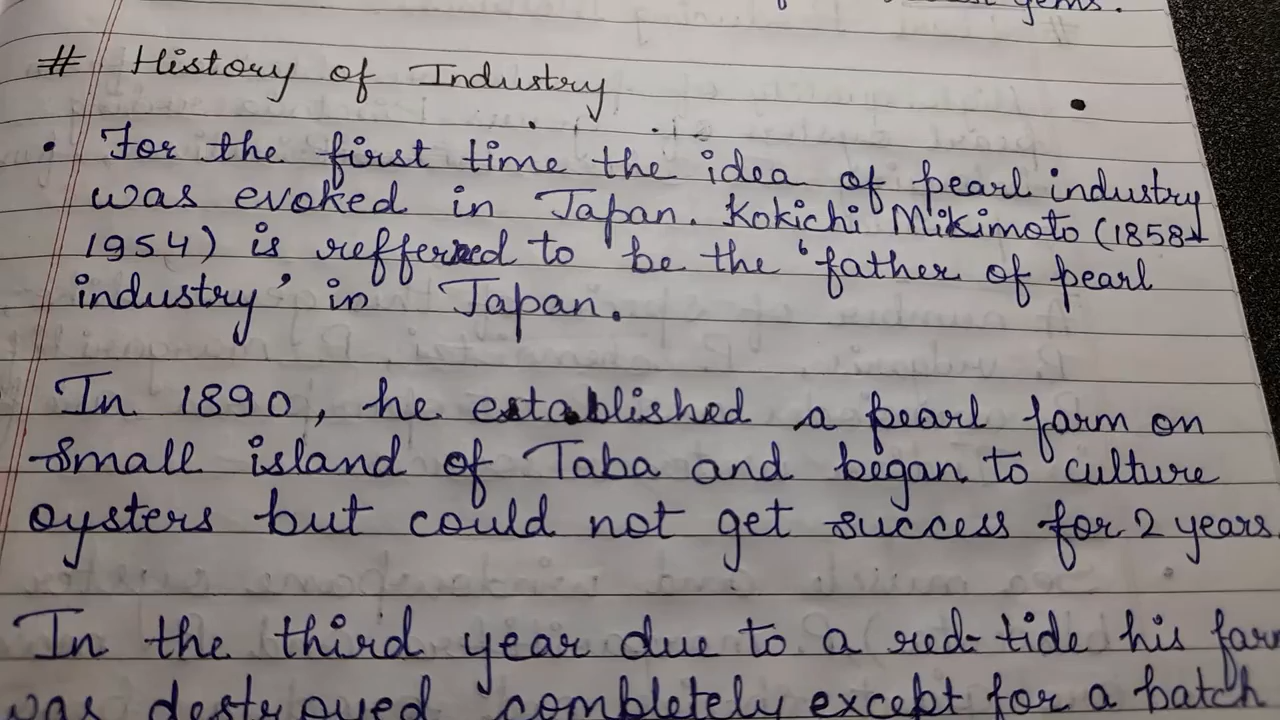 gems.
# History of Industry
• For the first time the idea of pearl industry
was evoked in Japan. Kokichi Mikimoto (1858-
1954) is refferred to be the 'father of pearl
industry' in Japan.
In 1890, he established a pearl farm on
small island of Taba and began to culture
oysters but could not get success for 2 years.
In the third year due to a red-tide his farm
was destroyed completely except for a batch